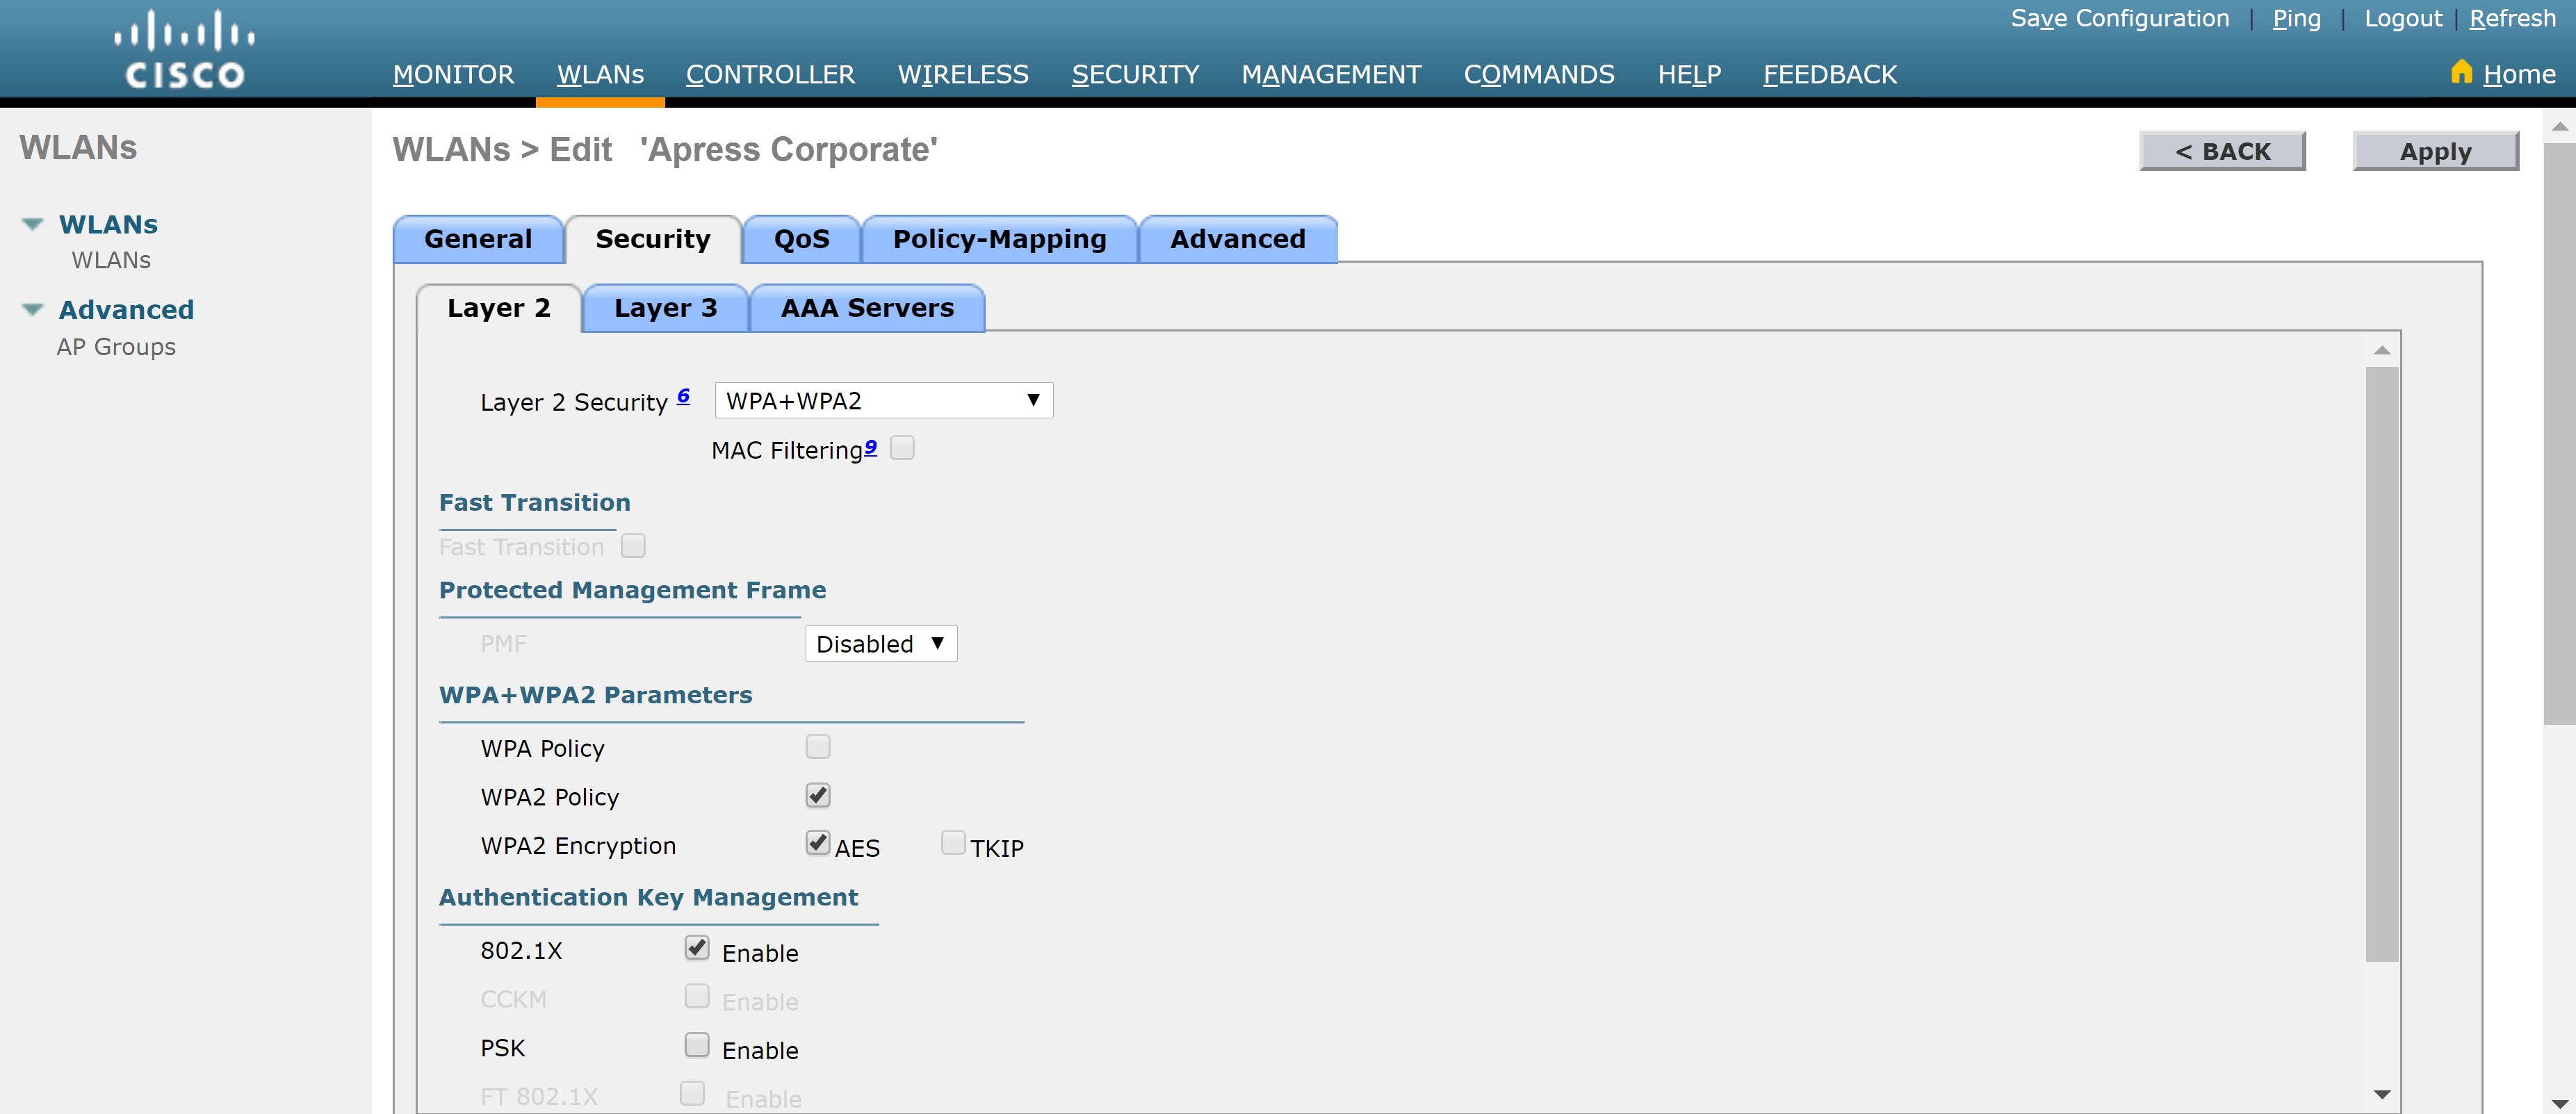 Save Configuration | Ping | Logout | Refresh
CISCO
MONITOR WLANs CONTROLLER WIRELESS SECURITY MANAGEMENT COMMANDS HELP FEEDBACK
Home
WLANs
WLANs
WLANs
Advanced
AP Groups
WLANs > Edit 'Apress Corporate'
< BACK Apply
General Security QoS Policy-Mapping Advanced
Layer 2 Layer 3 AAA Servers
Layer 2 Security 6 WPA+WPA2
MAC Filtering9
Fast Transition
Fast Transition
Protected Management Frame
PMF Disabled
WPA+WPA2 Parameters
WPA Policy
WPA2 Policy
WPA2 Encryption AES TKIP
Authentication Key Management
802.1X Enable
CCKM Enable
PSK Enable
FT 802.1X Enable